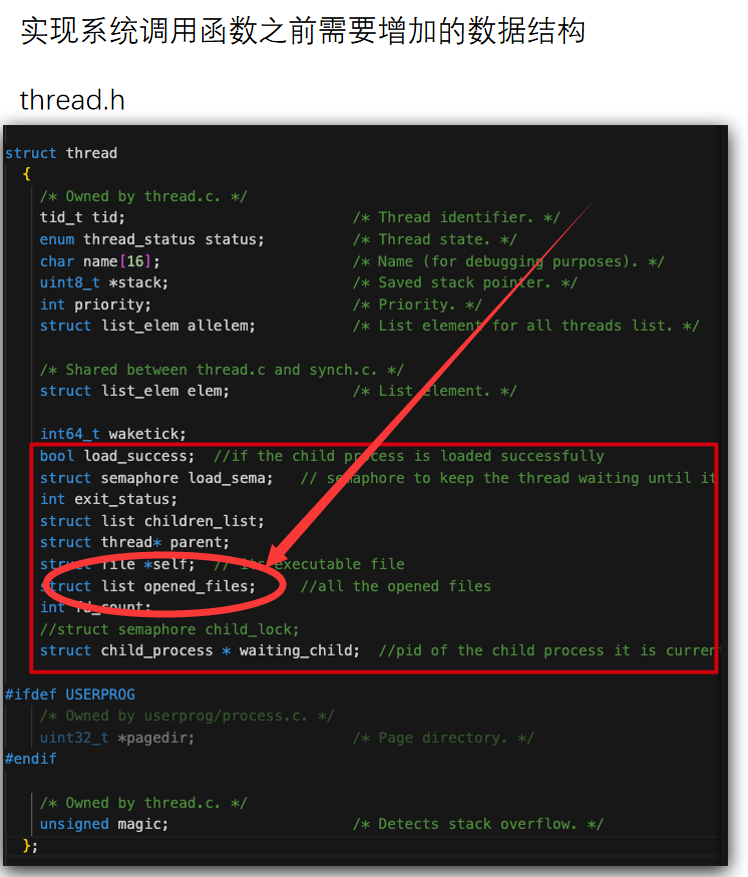 实现系统调用函数之前需要增加的数据结构
thread.h
struct thread
{
/* Owned by thread.c. */
tid_t tid; /* Thread identifier. */
enum thread_status status; /* Thread state. */
char name[16]; /* Name (for debugging purposes). */
uint8_t *stack; /* Saved stack pointer. */
int priority; /* Priority. */
struct list_elem allelem; /* List element for all threads list. */
/* Shared between thread.c and synch.c. */
struct list_elem elem; /* List element. */
int64_t waketick;
bool load_success; //if the child process is loaded successfully
struct semaphore load_sema; // semaphore to keep the thread waiting until it
int exit_status;
struct list children_list;
struct thread* parent;
struct file *self; // its executable file
struct list opened_files; //all the opened files
int fd_count;
//struct semaphore child_lock;
struct child_process * waiting_child; //pid of the child process it is curren
#ifdef USERPROG
/* Owned by userprog/process.c. */
uint32_t *pagedir; /* Page directory. */
#endif
/* Owned by thread.c. */
unsigned magic; /* Detects stack overflow. */
};